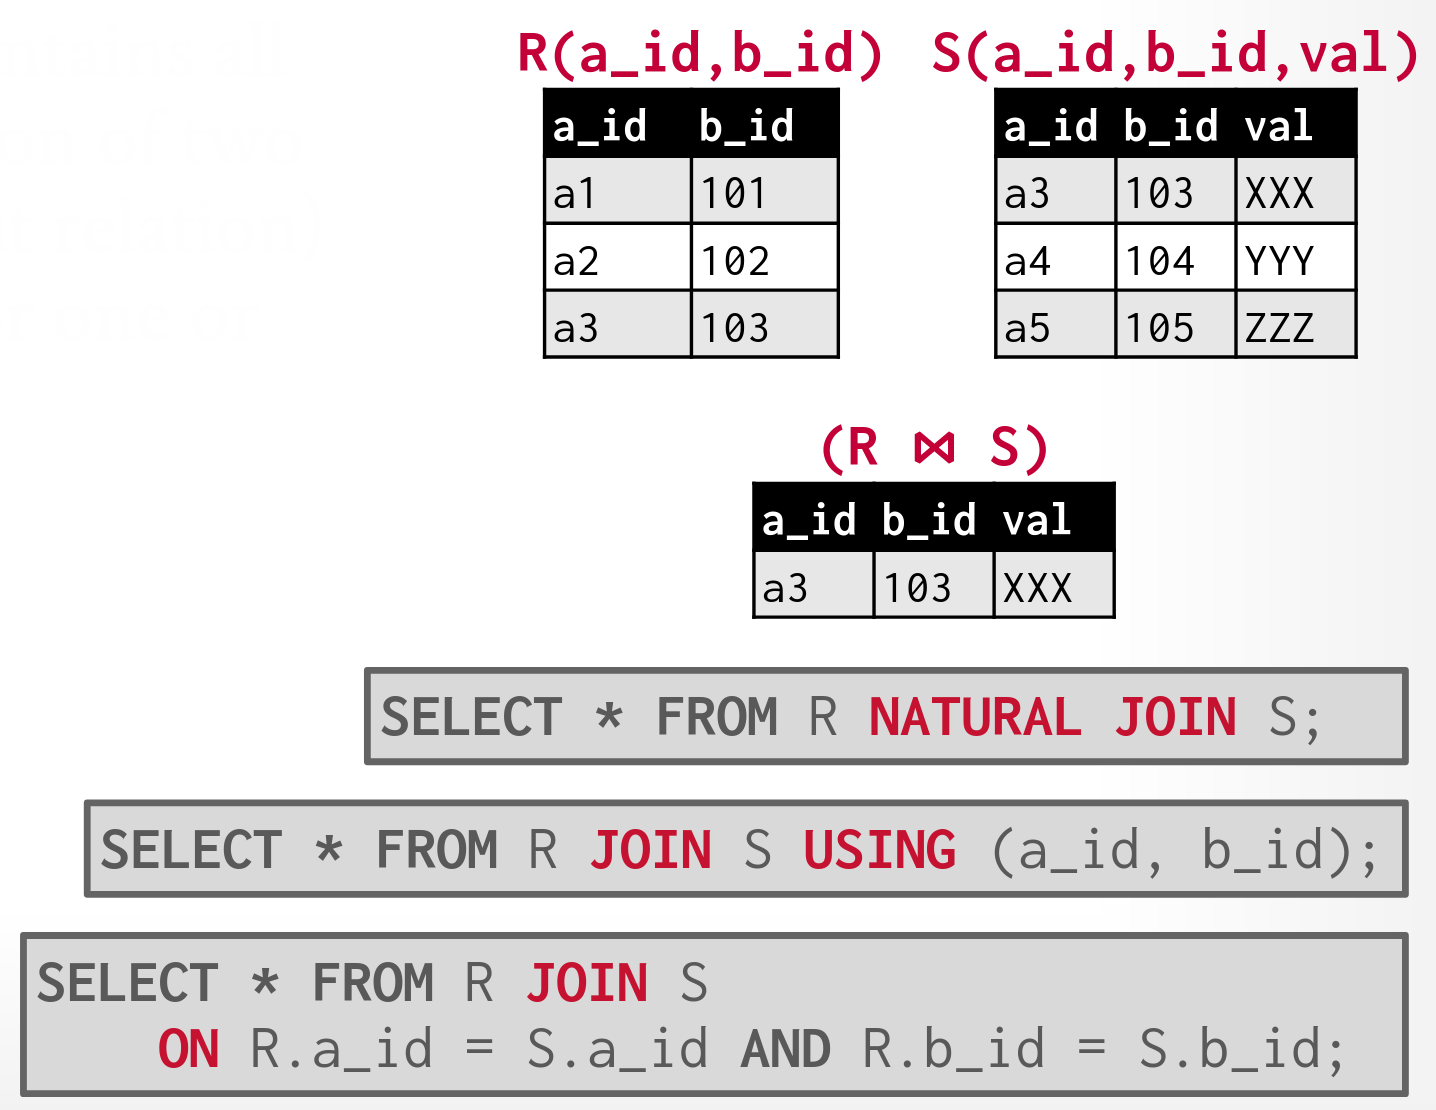 R(a_id,b_id) S(a_id,b_id,val)
a_id b_id
a1 101
a2 102
a3 103
a_id b_id val
a3 103 XXX
a4 104 YYY
a5 105 ZZZ
(R ⋈ S)
a_id b_id val
a3 103 XXX
SELECT * FROM R NATURAL JOIN S;
SELECT * FROM R JOIN S USING (a_id, b_id);
SELECT * FROM R JOIN S
ON R.a_id = S.a_id AND R.b_id = S.b_id;